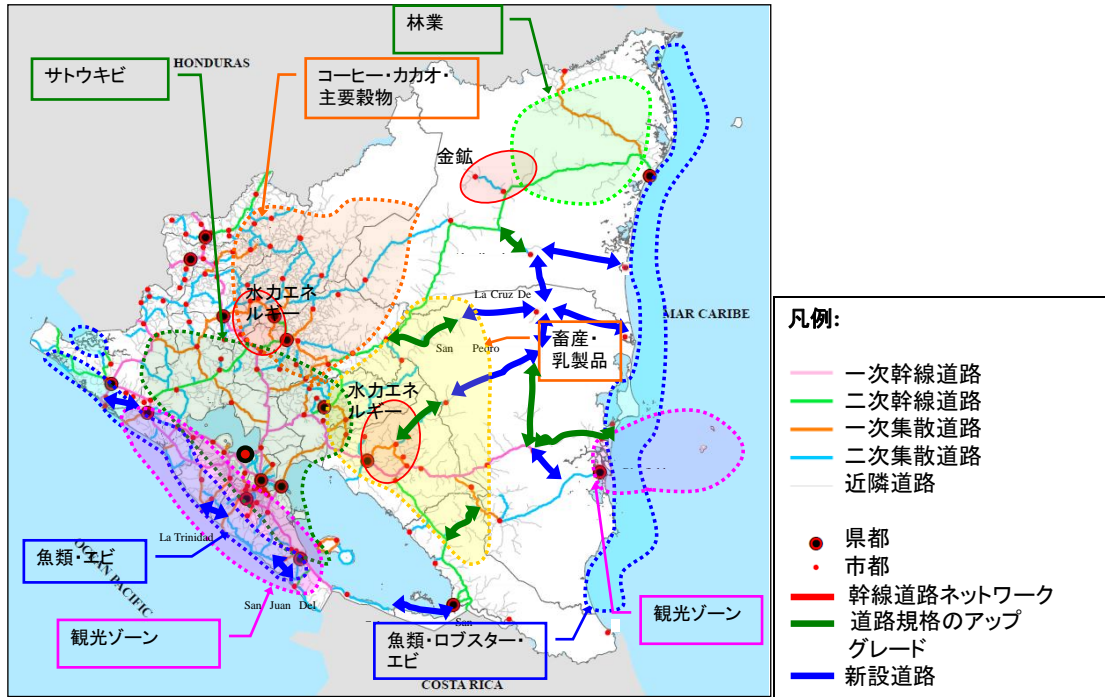 林業
HONDURAS
サトウキビ
コーヒー・カカオ・
主要穀物
金鉱
水力エネ
ルギー
La Cruz De
MAR CARIBE
San Pedro
畜産・
乳製品
水力エネ
ルギー
La Trinidad
魚類・エビ
OCEAN PACIFIC
San Juan Del
観光ゾーン
San
魚類・ロブスター・
エビ
観光ゾーン
COSTA RICA
凡例:
一次幹線道路
二次幹線道路
一次集散道路
二次集散道路
近隣道路
県都
市都
幹線道路ネットワーク
道路規格のアップ
グレード
新設道路